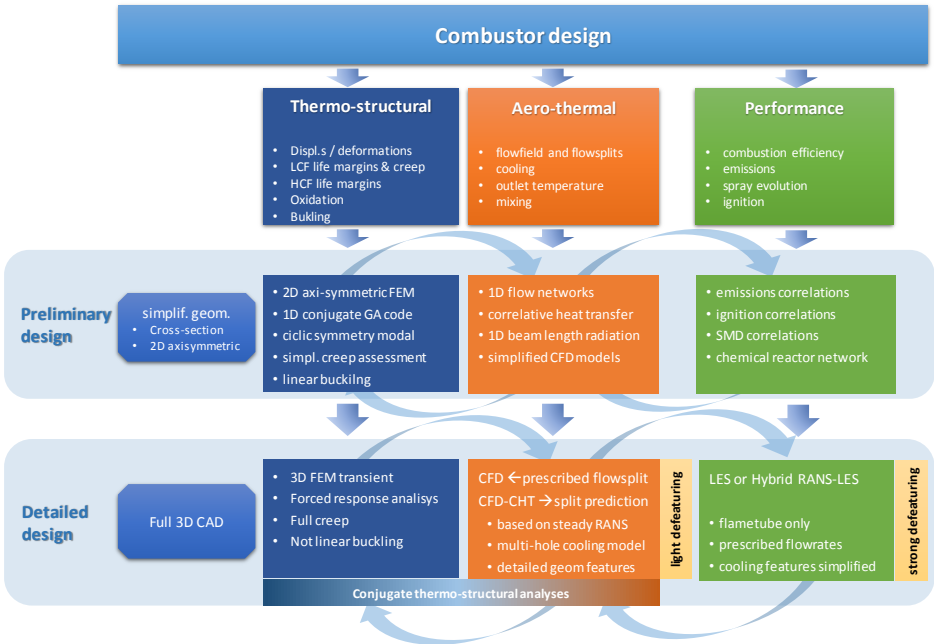 Combustor design
Thermo-structural
• Displ.s / deformations
• LCF life margins & creep
• HCF life margins
• Oxidation
• Bukling
Aero-thermal
• flowfield and flowsplits
• cooling
• outlet temperature
• mixing
Performance
• combustion efficiency
• emissions
• spray evolution
• ignition
Preliminary
design
simplif. geom.
• Cross-section
• 2D axisymmetric
• 2D axi-symmetric FEM
• 1D conjugate GA code
• ciclic symmetry modal
• simpl. creep assessment
• linear buckilng
• 1D flow networks
• correlative heat transfer
• 1D beam length radiation
• simplified CFD models
• emissions correlations
• ignition correlations
• SMD correlations
• chemical reactor network
Detailed
design
Full 3D CAD
• 3D FEM transient
• Forced response analisys
• Full creep
• Not linear buckling
CFD ← prescribed flowsplit
CFD-CHT → split prediction
• based on steady RANS
• multi-hole cooling model
• detailed geom features
light defeaturing
LES or Hybrid RANS-LES
• flametube only
• prescribed flowrates
• cooling features simplified
strong defeaturing
Conjugate thermo-structural analyses